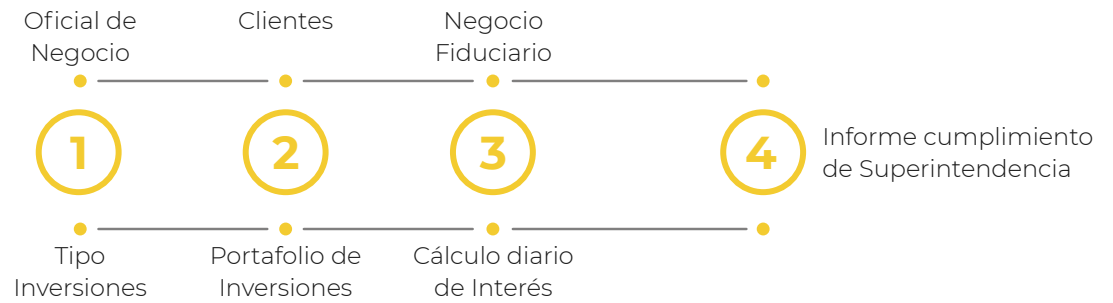 Oficial de
Negocio
Clientes
Negocio
Fiduciario
1
2
3
4
Informe cumplimiento
de Superintendencia
Tipo
Inversiones
Portafolio de
Inversiones
Cálculo diario
de Interés